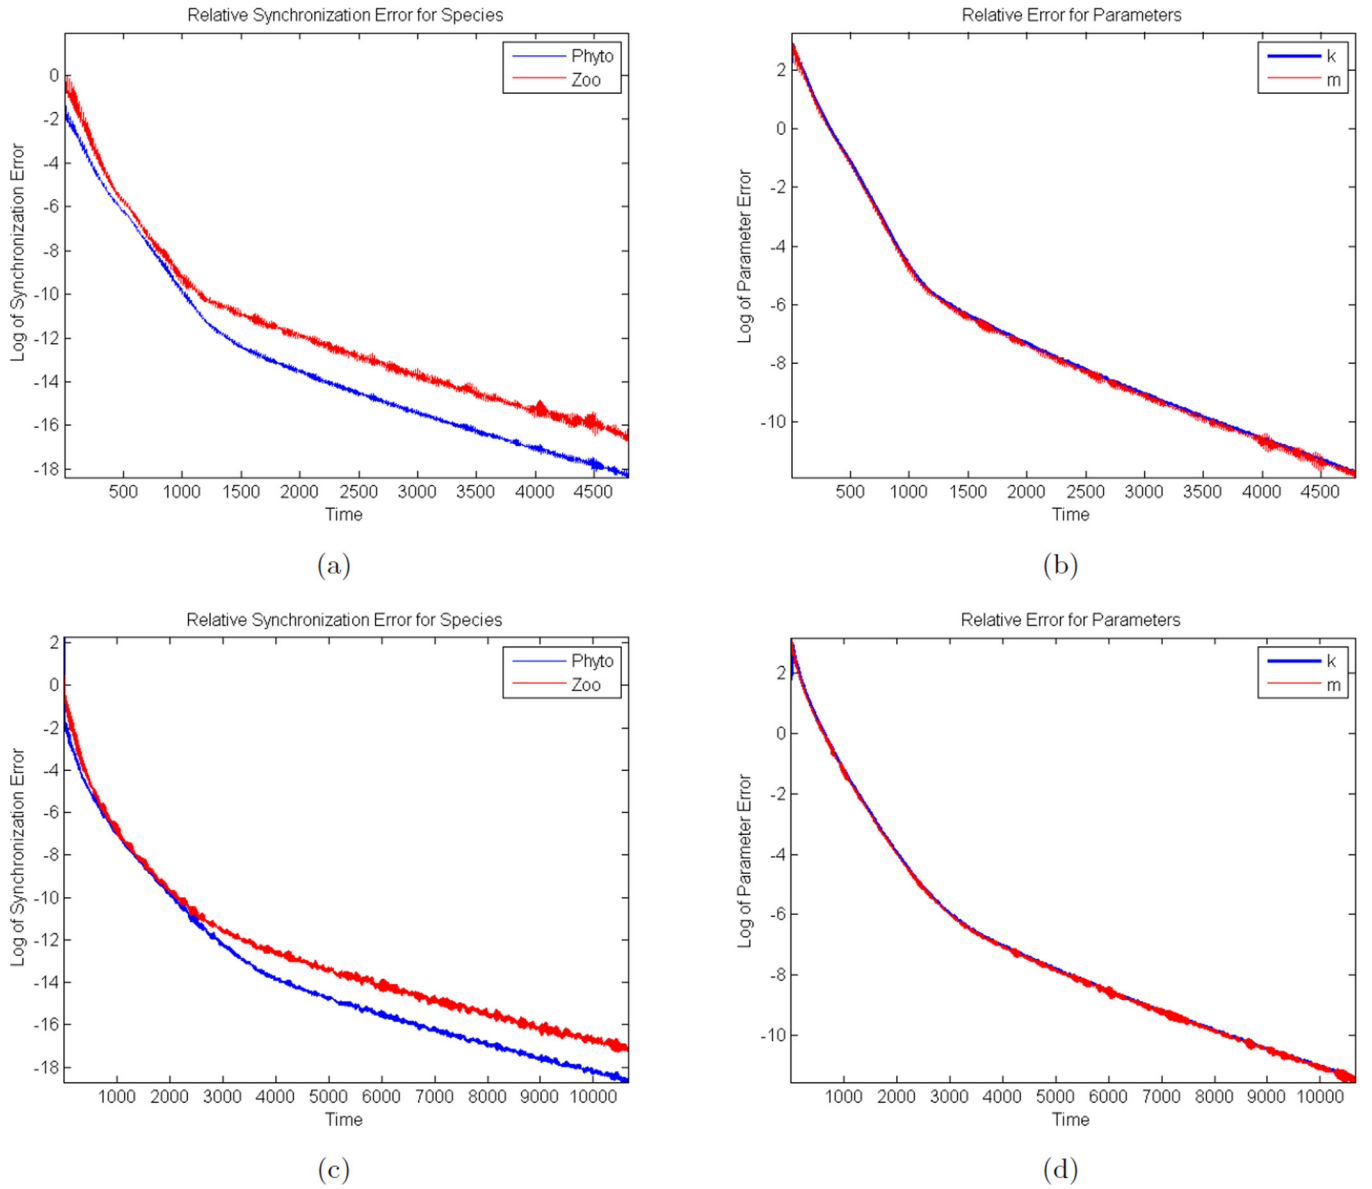 Relative Synchronization Error for Species
Phyto
Zoo
Log of Synchronization Error
0
-2
-4
-6
-8
-10
-12
-14
-16
-18
500 1000 1500 2000 2500 3000 3500 4000 4500
Time
(a)
Relative Error for Parameters
k
m
Log of Parameter Error
2
0
-2
-4
-6
-8
-10
500 1000 1500 2000 2500 3000 3500 4000 4500
Time
(b)
Relative Synchronization Error for Species
Phyto
Zoo
Log of Synchronization Error
2
0
-2
-4
-6
-8
-10
-12
-14
-16
-18
1000 2000 3000 4000 5000 6000 7000 8000 9000 10000
Time
(c)
Relative Error for Parameters
k
m
Log of Parameter Error
2
0
-2
-4
-6
-8
-10
1000 2000 3000 4000 5000 6000 7000 8000 9000 10000
Time
(d)